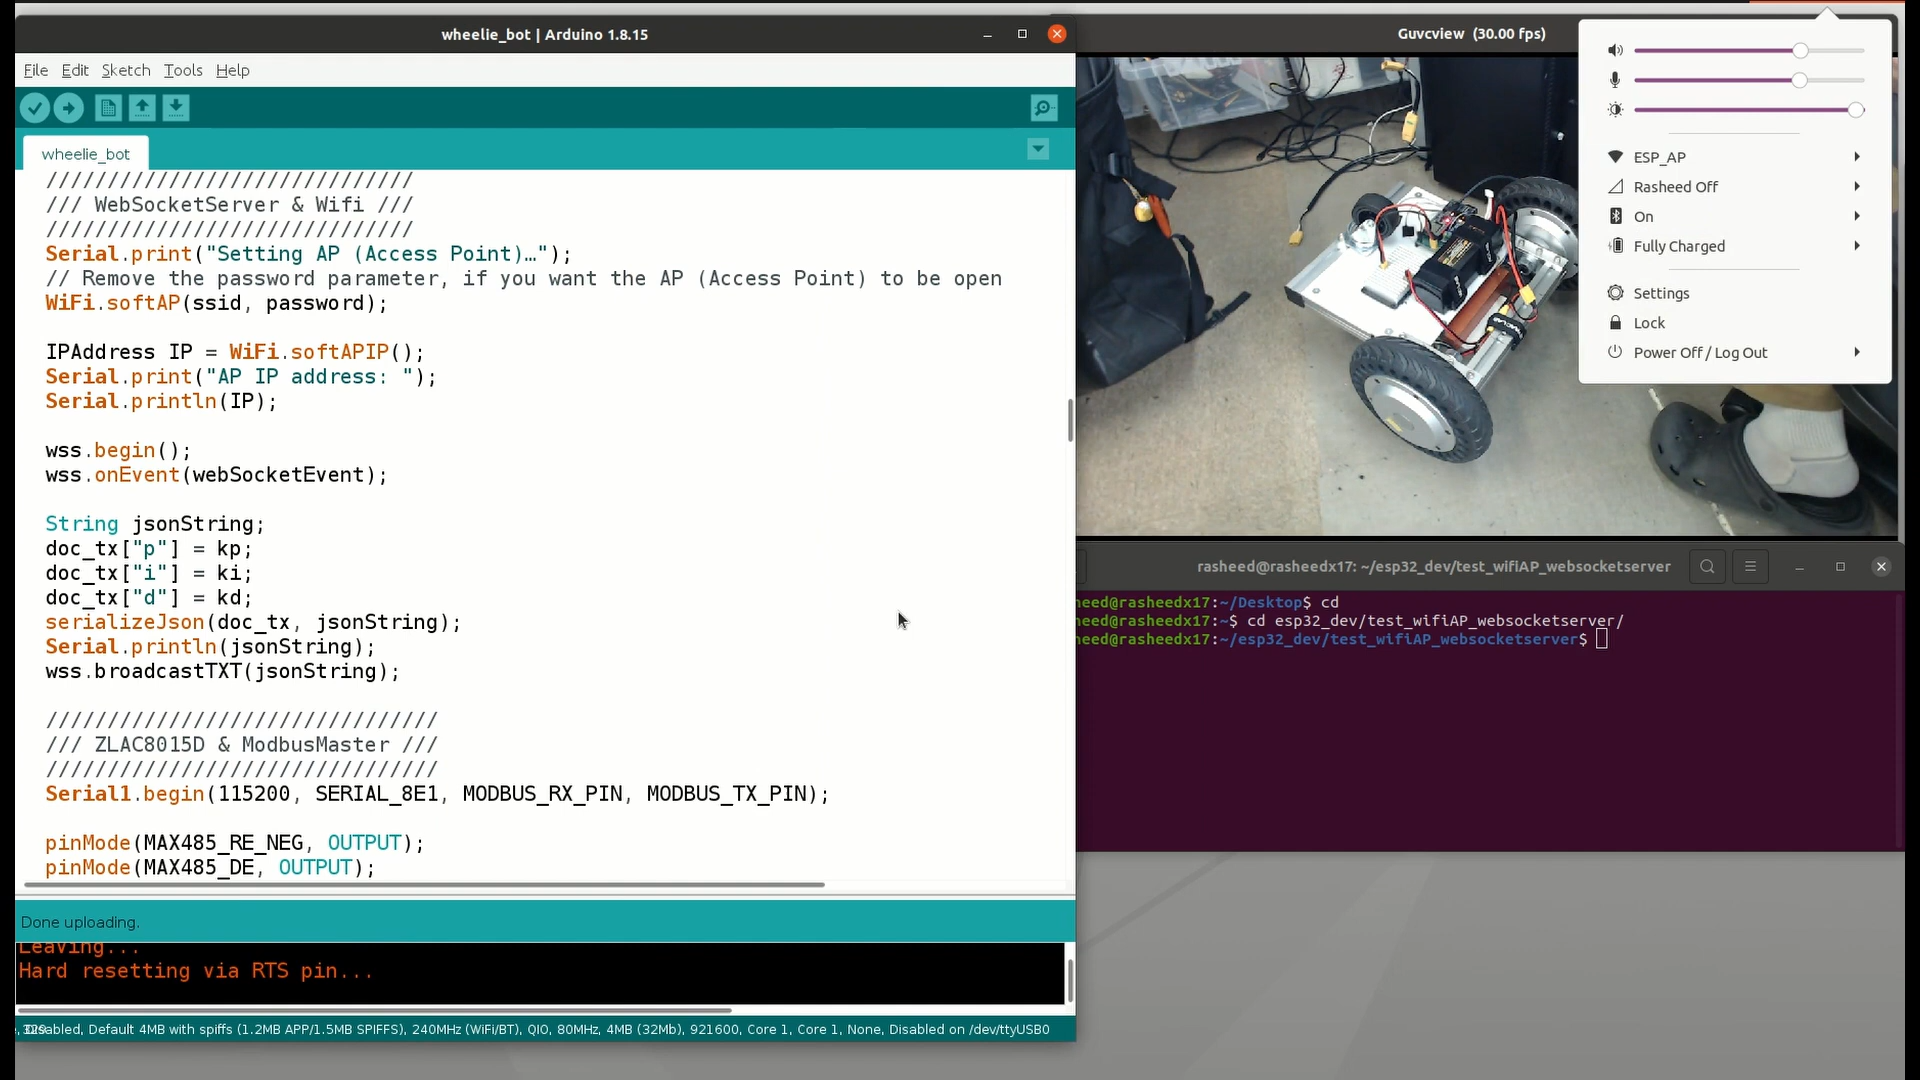 wheelie_bot | Arduino 1.8.15
File Edit Sketch Tools Help
wheelie_bot
//////////////////////////////
/// WebSocketServer & Wifi ///
//////////////////////////////
Serial.print("Setting AP (Access Point)…");
// Remove the password parameter, if you want the AP (Access Point) to be open
WiFi.softAP(ssid, password);
IPAddress IP = WiFi.softAPIP();
Serial.print("AP IP address: ");
Serial.println(IP);
wss.begin();
wss.onEvent(webSocketEvent);
String jsonString;
doc_tx["p"] = kp;
doc_tx["i"] = ki;
doc_tx["d"] = kd;
serializeJson(doc_tx, jsonString);
Serial.println(jsonString);
wss.broadcastTXT(jsonString);
////////////////////////////////
/// ZLAC8015D & ModbusMaster ///
////////////////////////////////
Serial1.begin(115200, SERIAL_8E1, MODBUS_RX_PIN, MODBUS_TX_PIN);
pinMode(MAX485_RE_NEG, OUTPUT);
pinMode(MAX485_DE, OUTPUT);
Done uploading.
Leaving...
Hard resetting via RTS pin...
Disabled, Default 4MB with spiffs (1.2MB APP/1.5MB SPIFFS), 240MHz (WiFi/BT), QIO, 80MHz, 4MB (32Mb), 921600, Core 1, Core 1, None, Disabled on /dev/ttyUSB0
Guvcview (30.00 fps)
ESP_AP
Rasheed Off
On
Fully Charged
Settings
Lock
Power Off / Log Out
rasheed@rasheedx17: ~/esp32_dev/test_wifiAP_websocketserver
heed@rasheedx17:~/Desktop$ cd
heed@rasheedx17:~$ cd esp32_dev/test_wifiAP_websocketserver/
heed@rasheedx17:~/esp32_dev/test_wifiAP_websocketserver$